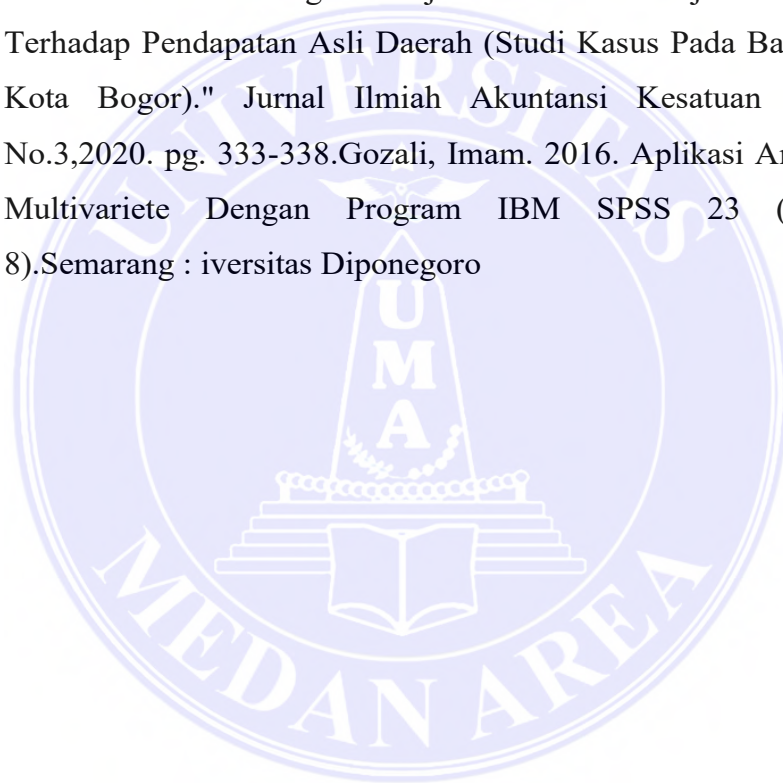 Terhadap Pendapatan Asli Daerah (Studi Kasus Pada Ba
Kota Bogor)." Jurnal Ilmiah Akuntansi Kesatuan
No.3,2020. pg. 333-338.Gozali, Imam. 2016. Aplikasi
Multivariete Dengan Program IBM SPSS 23 (
8).Semarang : iversitas Diponegoro
UNIVERSITAS
UMA
MEDAN AREA